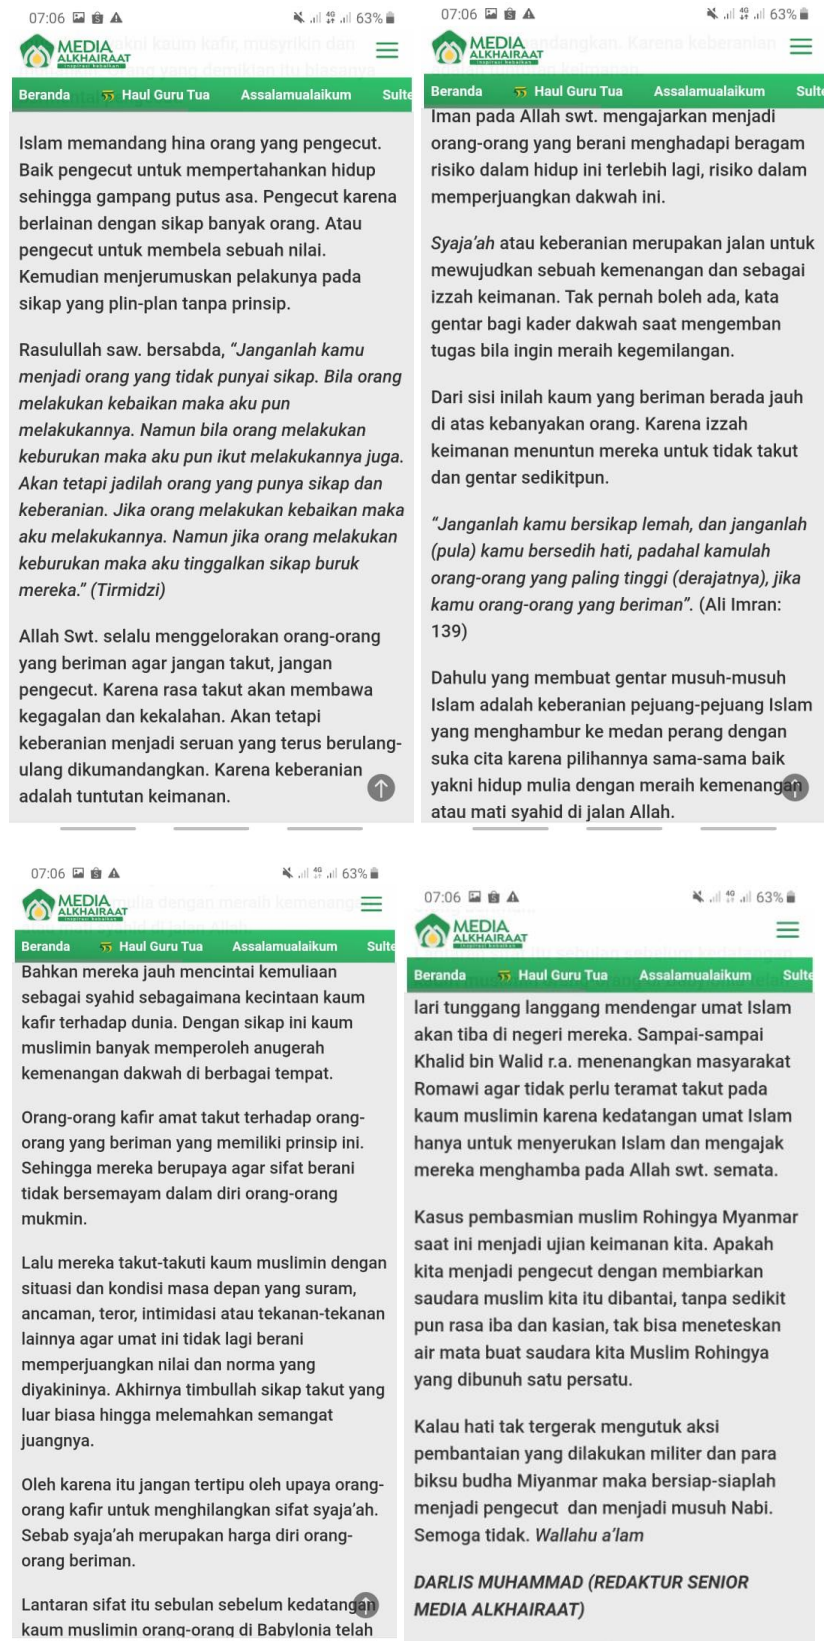 07:06
4G
63%
MEDIA
ALKHAIRAAT
Beranda
55 Haul Guru Tua
Assalamualaikum
Sulte
Islam memandang hina orang yang pengecut.
Baik pengecut untuk mempertahankan hidup
sehingga gampang putus asa. Pengecut karena
berlainan dengan sikap banyak orang. Atau
pengecut untuk membela sebuah nilai.
Kemudian menjerumuskan pelakunya pada
sikap yang plin-plan tanpa prinsip.
Rasulullah saw. bersabda, “Janganlah kamu
menjadi orang yang tidak punyai sikap. Bila orang
melakukan kebaikan maka aku pun
melakukannya. Namun bila orang melakukan
keburukan maka aku pun ikut melakukannya juga.
Akan tetapi jadilah orang yang punya sikap dan
keberanian. Jika orang melakukan kebaikan maka
aku melakukannya. Namun jika orang melakukan
keburukan maka aku tinggalkan sikap buruk
mereka.” (Tirmidzi)
Allah Swt. selalu menggelorakan orang-orang
yang beriman agar jangan takut, jangan
pengecut. Karena rasa takut akan membawa
kegagalan dan kekalahan. Akan tetapi
keberanian menjadi seruan yang terus berulang-
ulang dikumandangkan. Karena keberanian
adalah tuntutan keimanan.
07:06
4G
63%
MEDIA
ALKHAIRAAT
Beranda
55 Haul Guru Tua
Assalamualaikum
Sulte
Iman pada Allah swt. mengajarkan menjadi
orang-orang yang berani menghadapi beragam
risiko dalam hidup ini terlebih lagi, risiko dalam
memperjuangkan dakwah ini.
Syaja’ah atau keberanian merupakan jalan untuk
mewujudkan sebuah kemenangan dan sebagai
izzah keimanan. Tak pernah boleh ada, kata
gentar bagi kader dakwah saat mengemban
tugas bila ingin meraih kegemilangan.
Dari sisi inilah kaum yang beriman berada jauh
di atas kebanyakan orang. Karena izzah
keimanan menuntun mereka untuk tidak takut
dan gentar sedikitpun.
“Janganlah kamu bersikap lemah, dan janganlah
(pula) kamu bersedih hati, padahal kamulah
orang-orang yang paling tinggi (derajatnya), jika
kamu orang-orang yang beriman”. (Ali Imran:
139)
Dahulu yang membuat gentar musuh-musuh
Islam adalah keberanian pejuang-pejuang Islam
yang menghambur ke medan perang dengan
suka cita karena pilihannya sama-sama baik
yakni hidup mulia dengan meraih kemenangan
atau mati syahid di jalan Allah.
07:06
4G
63%
MEDIA
ALKHAIRAAT
Beranda
55 Haul Guru Tua
Assalamualaikum
Sulte
Bahkan mereka jauh mencintai kemuliaan
sebagai syahid sebagaimana kecintaan kaum
kafir terhadap dunia. Dengan sikap ini kaum
muslimin banyak memperoleh anugerah
kemenangan dakwah di berbagai tempat.
Orang-orang kafir amat takut terhadap orang-
orang yang beriman yang memiliki prinsip ini.
Sehingga mereka berupaya agar sifat berani
tidak bersemayam dalam diri orang-orang
mukmin.
Lalu mereka takut-takuti kaum muslimin dengan
situasi dan kondisi masa depan yang suram,
ancaman, teror, intimidasi atau tekanan-tekanan
lainnya agar umat ini tidak lagi berani
memperjuangkan nilai dan norma yang
diyakininya. Akhirnya timbullah sikap takut yang
luar biasa hingga melemahkan semangat
juangnya.
Oleh karena itu jangan tertipu oleh upaya orang-
orang kafir untuk menghilangkan sifat syaja’ah.
Sebab syaja’ah merupakan harga diri orang-
orang beriman.
Lantaran sifat itu sebulan sebelum kedatangan
kaum muslimin orang-orang di Babylonia telah
07:06
4G
63%
MEDIA
ALKHAIRAAT
Beranda
55 Haul Guru Tua
Assalamualaikum
Sulte
lari tunggang langgang mendengar umat Islam
akan tiba di negeri mereka. Sampai-sampai
Khalid bin Walid r.a. menenangkan masyarakat
Romawi agar tidak perlu teramat takut pada
kaum muslimin karena kedatangan umat Islam
hanya untuk menyerukan Islam dan mengajak
mereka menghamba pada Allah swt. semata.
Kasus pembasmian muslim Rohingya Myanmar
saat ini menjadi ujian keimanan kita. Apakah
kita menjadi pengecut dengan membiarkan
saudara muslim kita itu dibantai, tanpa sedikit
pun rasa iba dan kasian, tak bisa meneteskan
air mata buat saudara kita Muslim Rohingya
yang dibunuh satu persatu.
Kalau hati tak tergerak mengutuk aksi
pembantaian yang dilakukan militer dan para
biksu budha Miyanmar maka bersiap-siaplah
menjadi pengecut dan menjadi musuh Nabi.
Semoga tidak. Wallahu a’lam
DARLIS MUHAMMAD (REDAKTUR SENIOR
MEDIA ALKHAIRAAT)